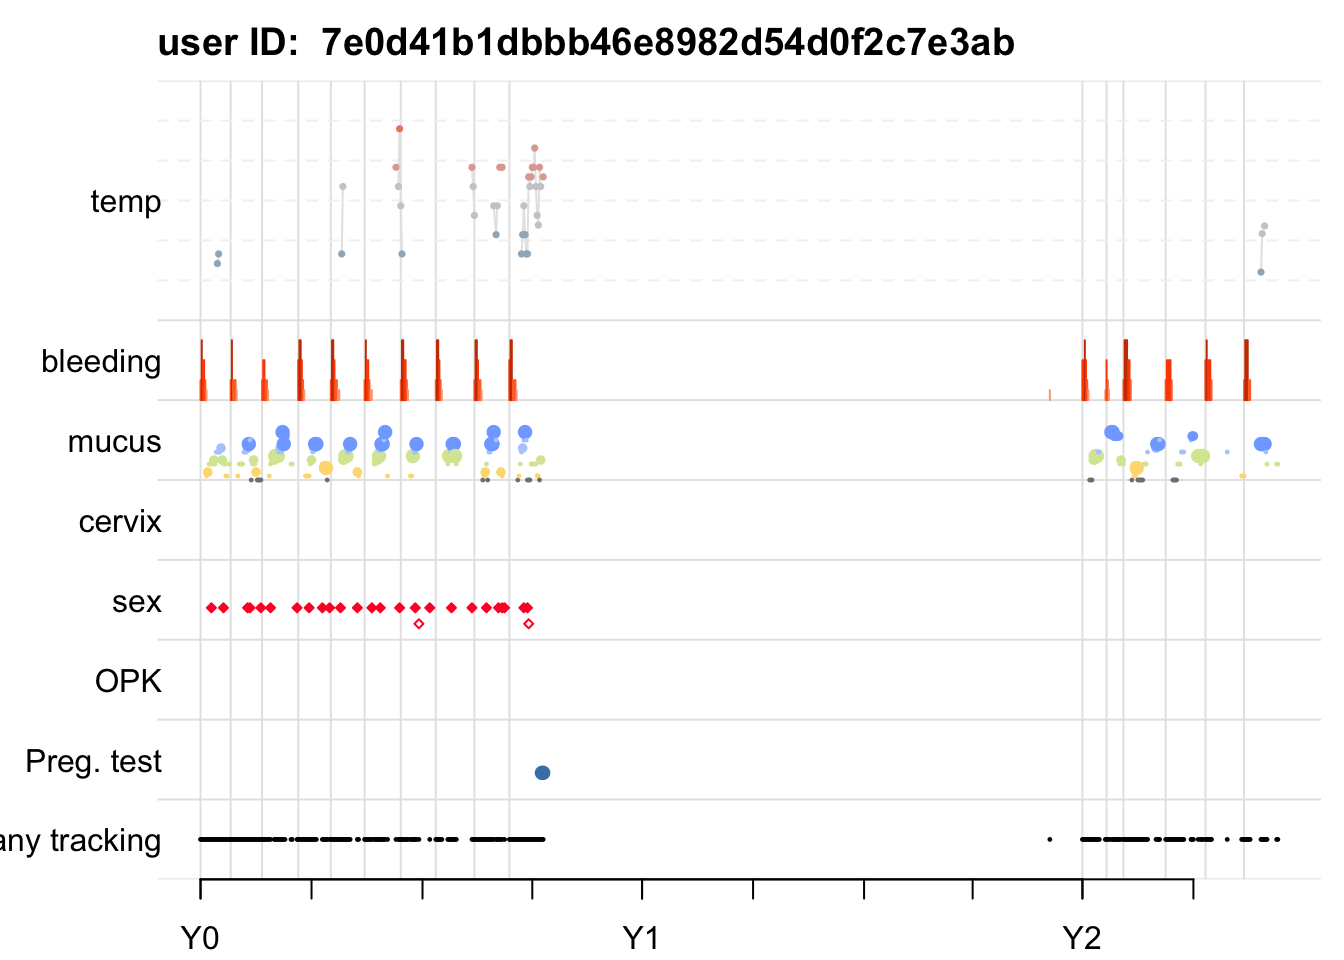 user ID:  7e0d41b1dbbb46e8982d54d0f2c7e3ab
temp
bleeding
mucus
cervix
sex
OPK
Preg. test
any tracking
Y0 Y1 Y2